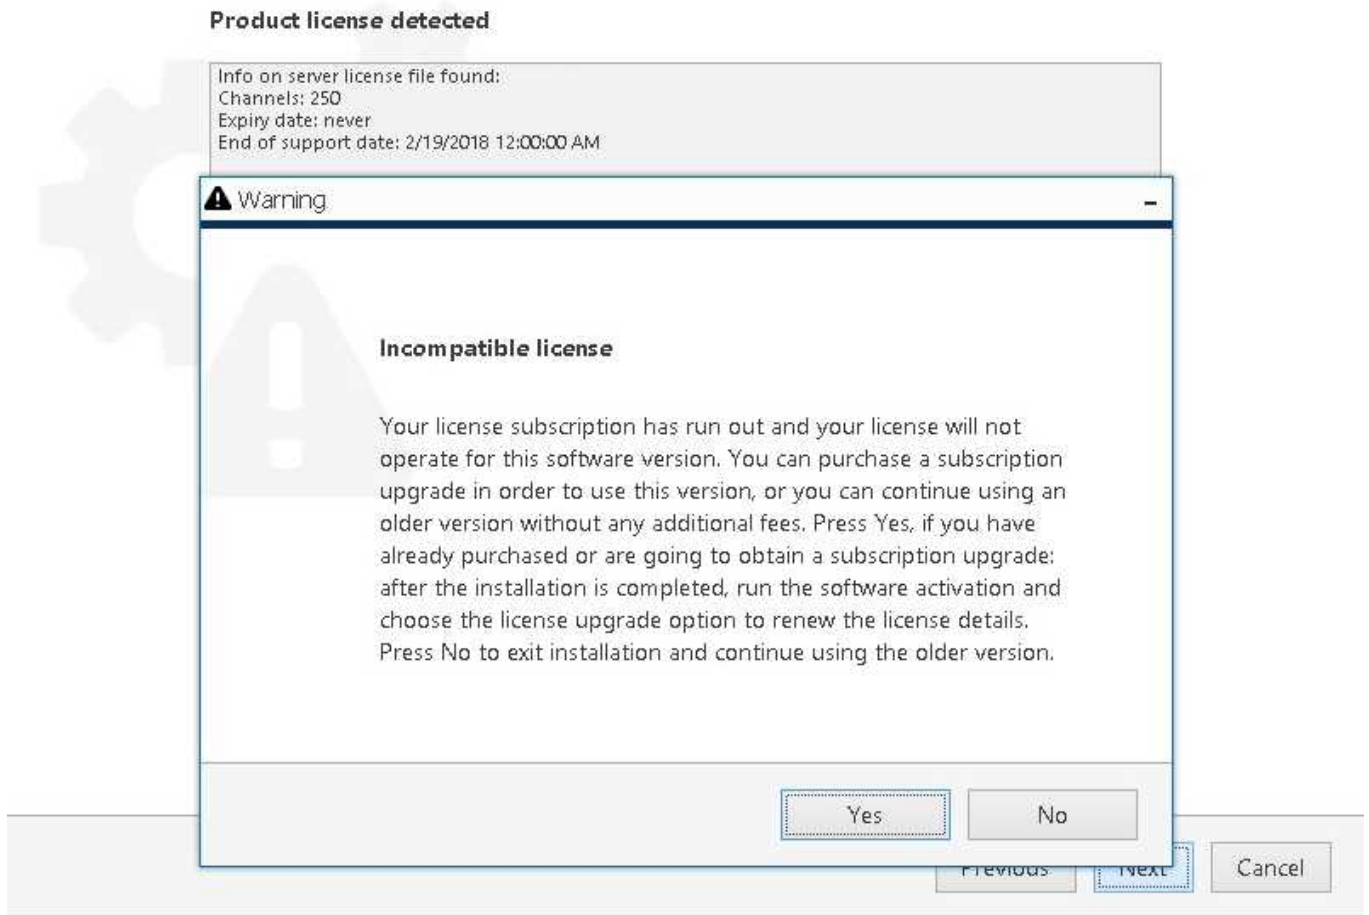 Product license detected
Info on server license file found:
Channels: 250
Expiry date: never
End of support date: 2/19/2018 12:00:00 AM
Warning
Incompatible license
Your license subscription has run out and your license will not
operate for this software version. You can purchase a subscription
upgrade in order to use this version, or you can continue using an
older version without any additional fees. Press Yes, if you have
already purchased or are going to obtain a subscription upgrade:
after the installation is completed, run the software activation and
choose the license upgrade option to renew the license details.
Press No to exit installation and continue using the older version.
Yes No
Previous Next Cancel